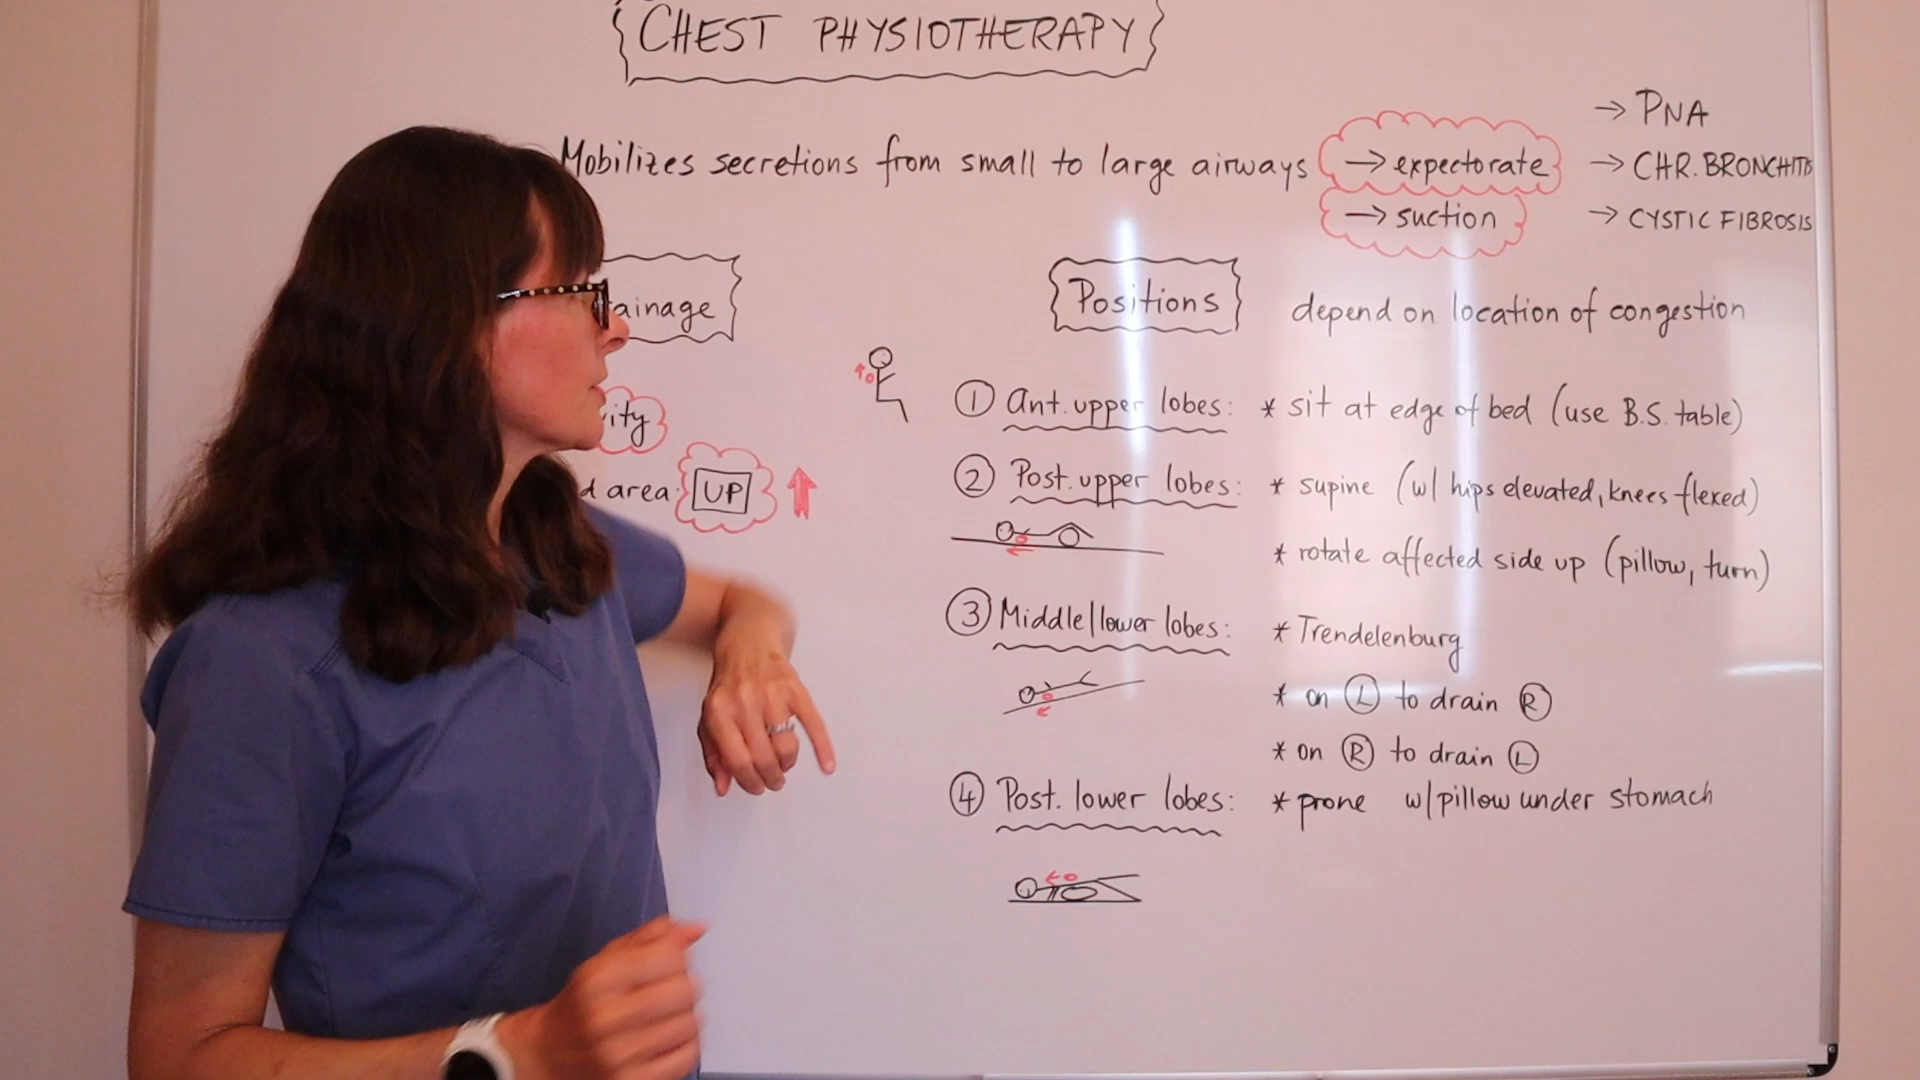 CHEST PHYSIOTHERAPY
Mobilizes secretions from small to large airways → expectorate
→ suction
→ PNA
→ CHR. BRONCHITIS
→ CYSTIC FIBROSIS
ainage
ity
area: UP
Positions depend on location of congestion
① Ant. upper lobes: * sit at edge of bed (use B.S. table)
② Post. upper lobes: * supine (w/ hips elevated, knees flexed)
* rotate affected side up (pillow, turn)
③ Middle/lower lobes: * Trendelenburg
* on Ⓛ to drain Ⓡ
* on Ⓡ to drain Ⓛ
④ Post. lower lobes: * prone w/ pillow under stomach